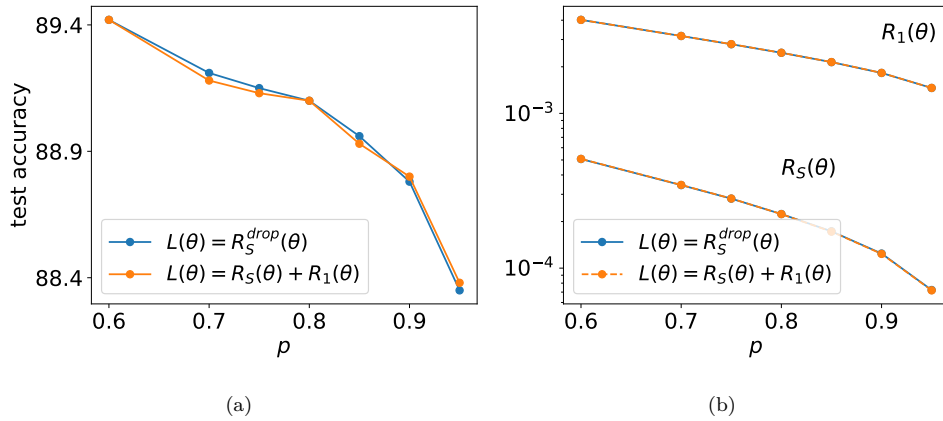 89.4
88.9
88.4
test accuracy
0.6 0.7 0.8 0.9
p
L(θ) = R_S^{drop}(θ)
L(θ) = R_S(θ) + R_1(θ)
(a)
R_1(θ)
10^{-3}
R_S(θ)
10^{-4}
L(θ) = R_S^{drop}(θ)
L(θ) = R_S(θ) + R_1(θ)
0.6 0.7 0.8 0.9
p
(b)